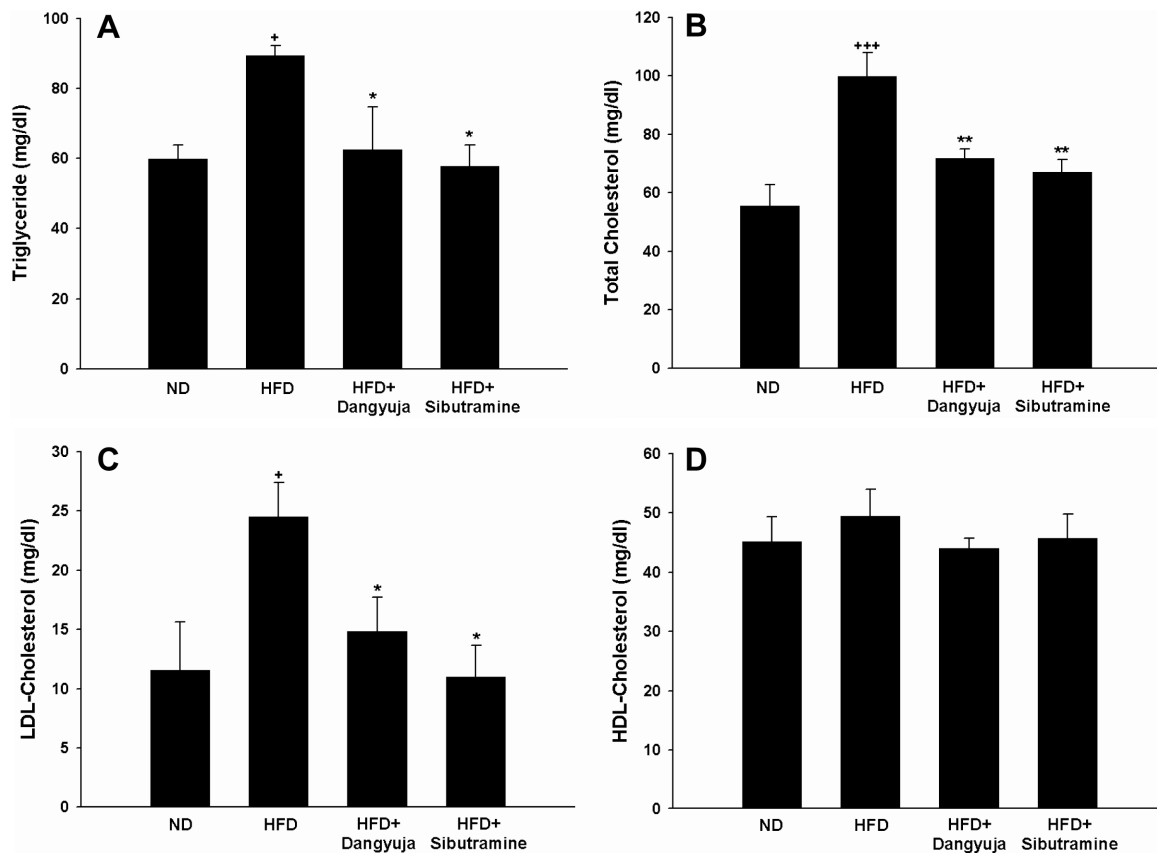 A
Triglyceride (mg/dl)
100
80
60
40
20
0
+
*
*
ND
HFD
HFD+
Dangyuja
HFD+
Sibutramine
B
Total Cholesterol (mg/dl)
120
100
80
60
40
20
0
+++
**
**
ND
HFD
HFD+
Dangyuja
HFD+
Sibutramine
C
LDL-Cholesterol (mg/dl)
30
25
20
15
10
5
0
+
*
*
ND
HFD
HFD+
Dangyuja
HFD+
Sibutramine
D
HDL-Cholesterol (mg/dl)
60
50
40
30
20
10
0
ND
HFD
HFD+
Dangyuja
HFD+
Sibutramine